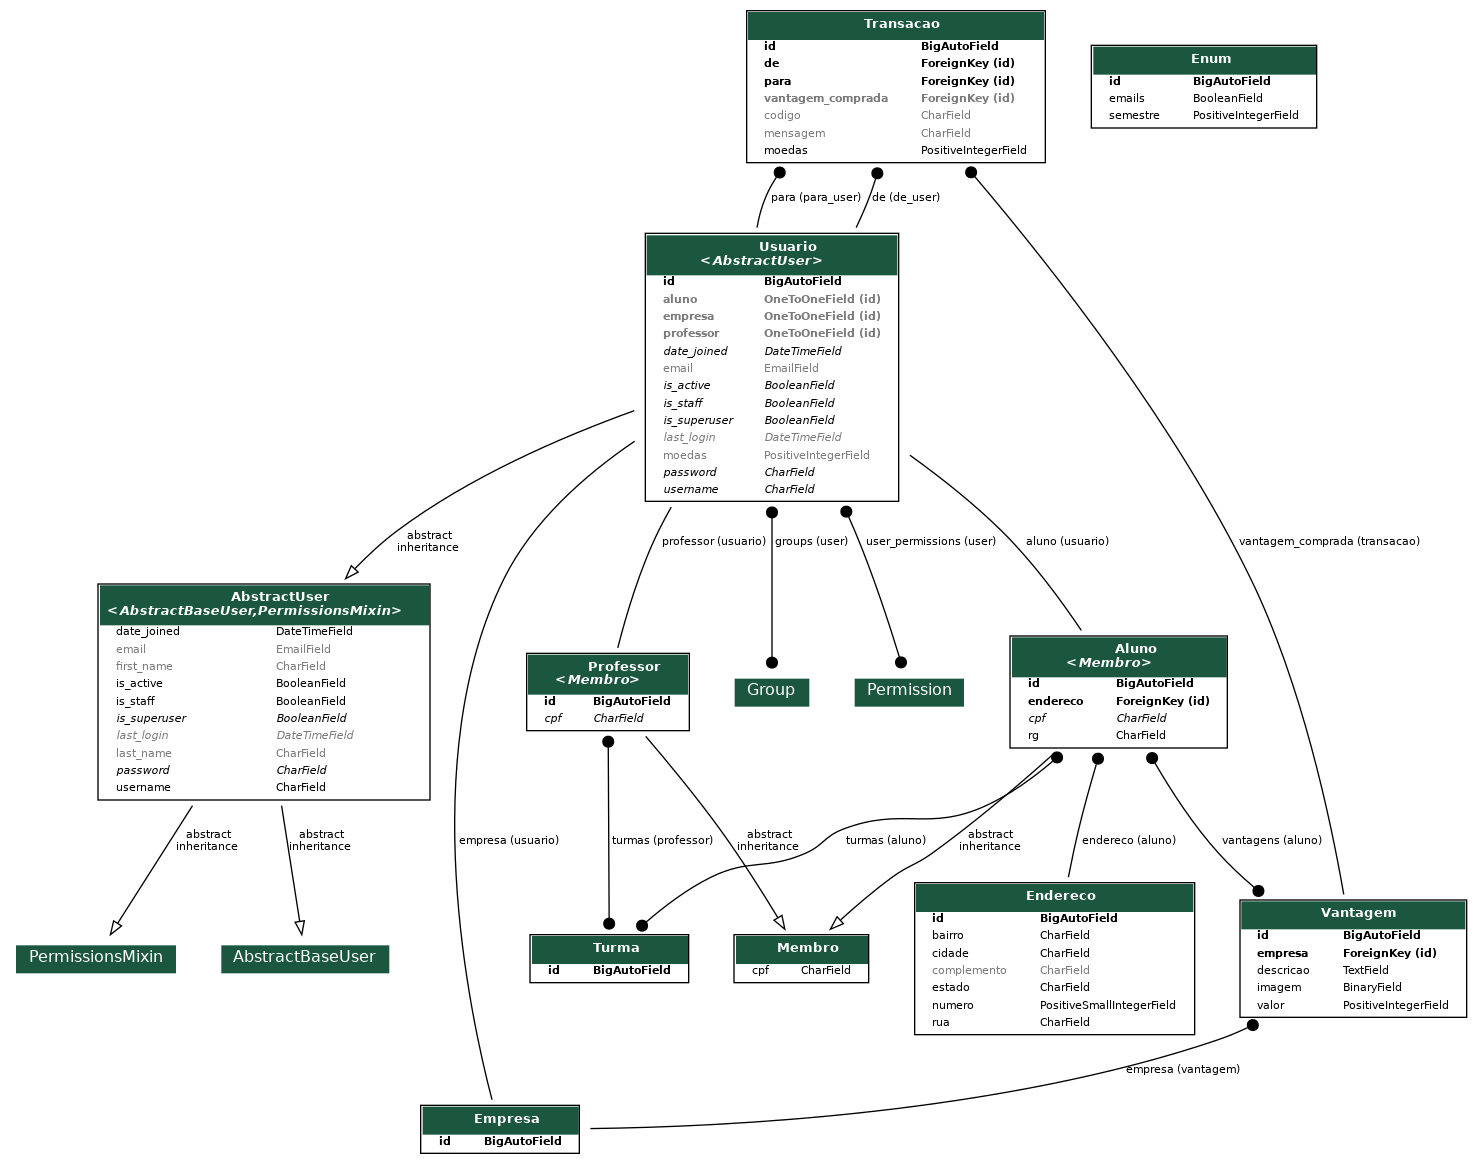 Transacao
id BigAutoField
de ForeignKey (id)
para ForeignKey (id)
vantagem_comprada ForeignKey (id)
codigo CharField
mensagem CharField
moedas PositiveIntegerField
Enum
id BigAutoField
emails BooleanField
semestre PositiveIntegerField
para (para_user)
de (de_user)
Usuario
<AbstractUser>
id BigAutoField
aluno OneToOneField (id)
empresa OneToOneField (id)
professor OneToOneField (id)
date_joined DateTimeField
email EmailField
is_active BooleanField
is_staff BooleanField
is_superuser BooleanField
last_login DateTimeField
moedas PositiveIntegerField
password CharField
username CharField
abstract
inheritance
professor (usuario)
groups (user)
user_permissions (user)
aluno (usuario)
vantagem_comprada (transacao)
AbstractUser
<AbstractBaseUser,PermissionsMixin>
date_joined DateTimeField
email EmailField
first_name CharField
is_active BooleanField
is_staff BooleanField
is_superuser BooleanField
last_login DateTimeField
last_name CharField
password CharField
username CharField
Professor
<Membro>
id BigAutoField
cpf CharField
Group
Permission
Aluno
<Membro>
id BigAutoField
endereco ForeignKey (id)
cpf CharField
rg CharField
abstract
inheritance
abstract
inheritance
empresa (usuario)
turmas (professor)
abstract
inheritance
turmas (aluno)
abstract
inheritance
endereco (aluno)
vantagens (aluno)
PermissionsMixin
AbstractBaseUser
Turma
id BigAutoField
Membro
cpf CharField
Endereco
id BigAutoField
bairro CharField
cidade CharField
complemento CharField
estado CharField
numero PositiveSmallIntegerField
rua CharField
Vantagem
id BigAutoField
empresa ForeignKey (id)
descricao TextField
imagem BinaryField
valor PositiveIntegerField
empresa (vantagem)
Empresa
id BigAutoField